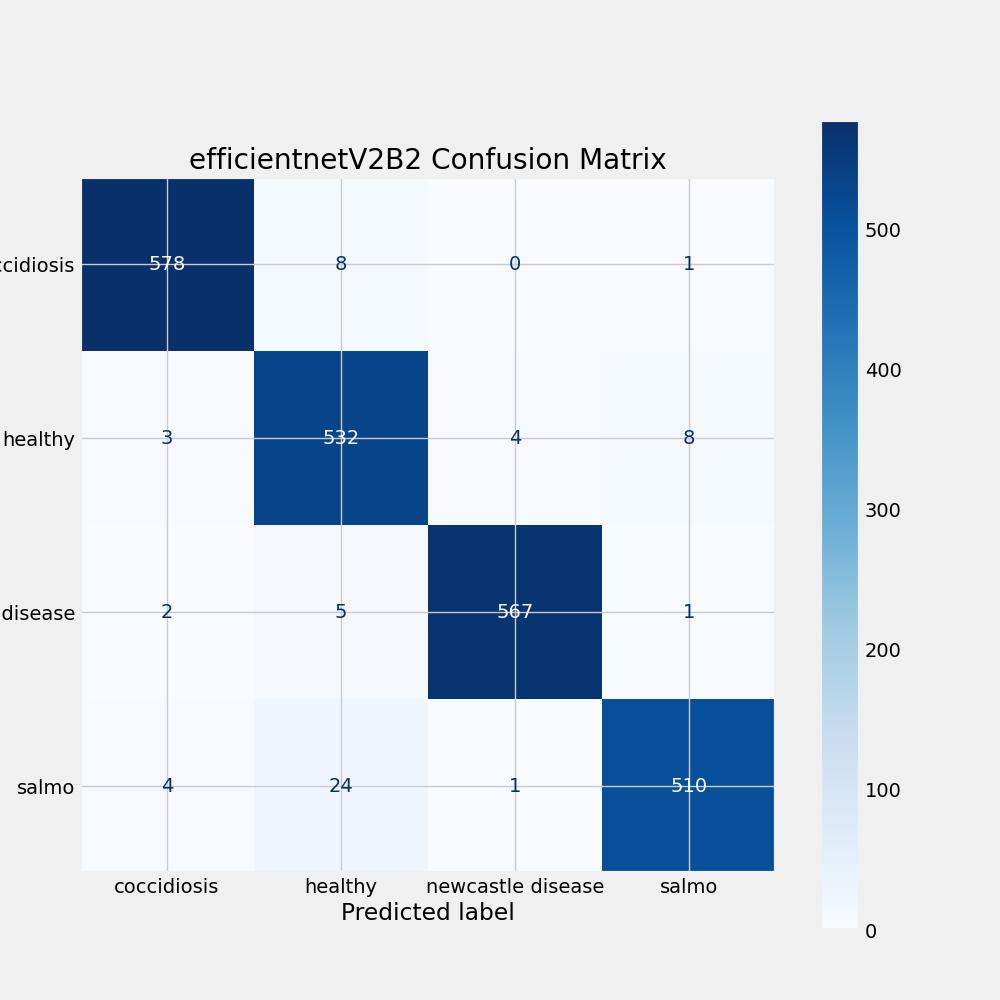 efficientnetV2B2 Confusion Matrix
500
400
300
200
100
0
ccidiosis 578 8 0 1
healthy 3 532 4 8
disease 2 5 567 1
salmo 4 24 1 510
coccidiosis healthy newcastle disease salmo
Predicted label